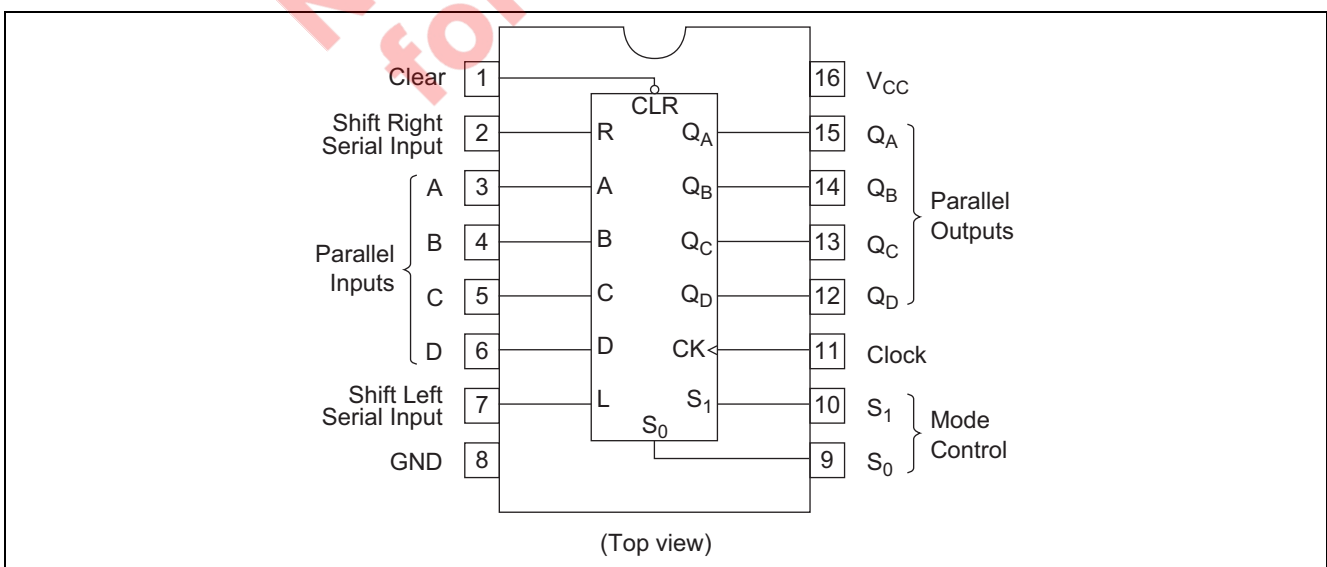 Clear 1
Shift Right
Serial Input 2
A 3
B 4
Parallel
Inputs
C 5
D 6
Shift Left
Serial Input 7
GND 8
CLR
R
A
B
C
D
L
S0
QA
QB
QC
QD
CK
S1
16 VCC
15 QA
14 QB
Parallel
Outputs
13 QC
12 QD
11 Clock
10 S1
Mode
Control
9 S0
(Top view)
for